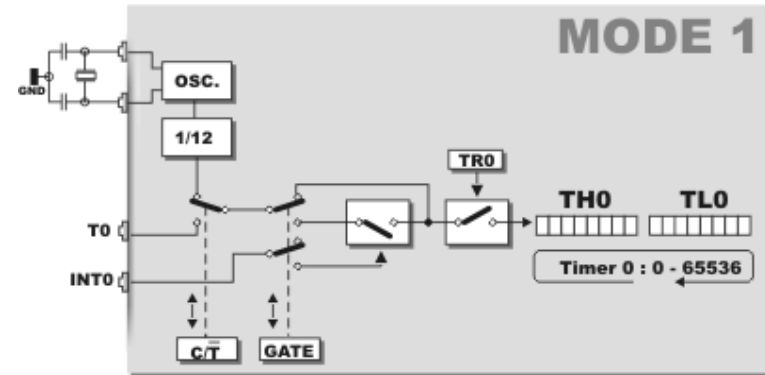 MODE 1
GND
OSC.
1/12
TR0
TH0 TL0
T0
Timer 0 : 0 - 65536
INT0
C/T̅
GATE